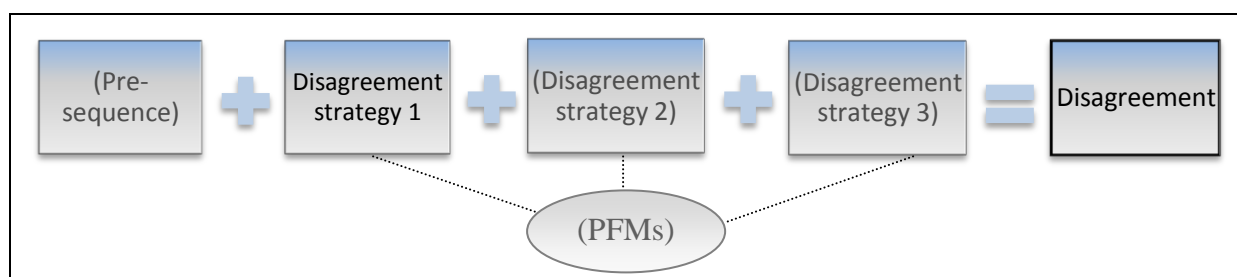 (Pre-
sequence)
Disagreement
strategy 1
(Disagreement
strategy 2)
(Disagreement
strategy 3)
Disagreement
(PFMs)